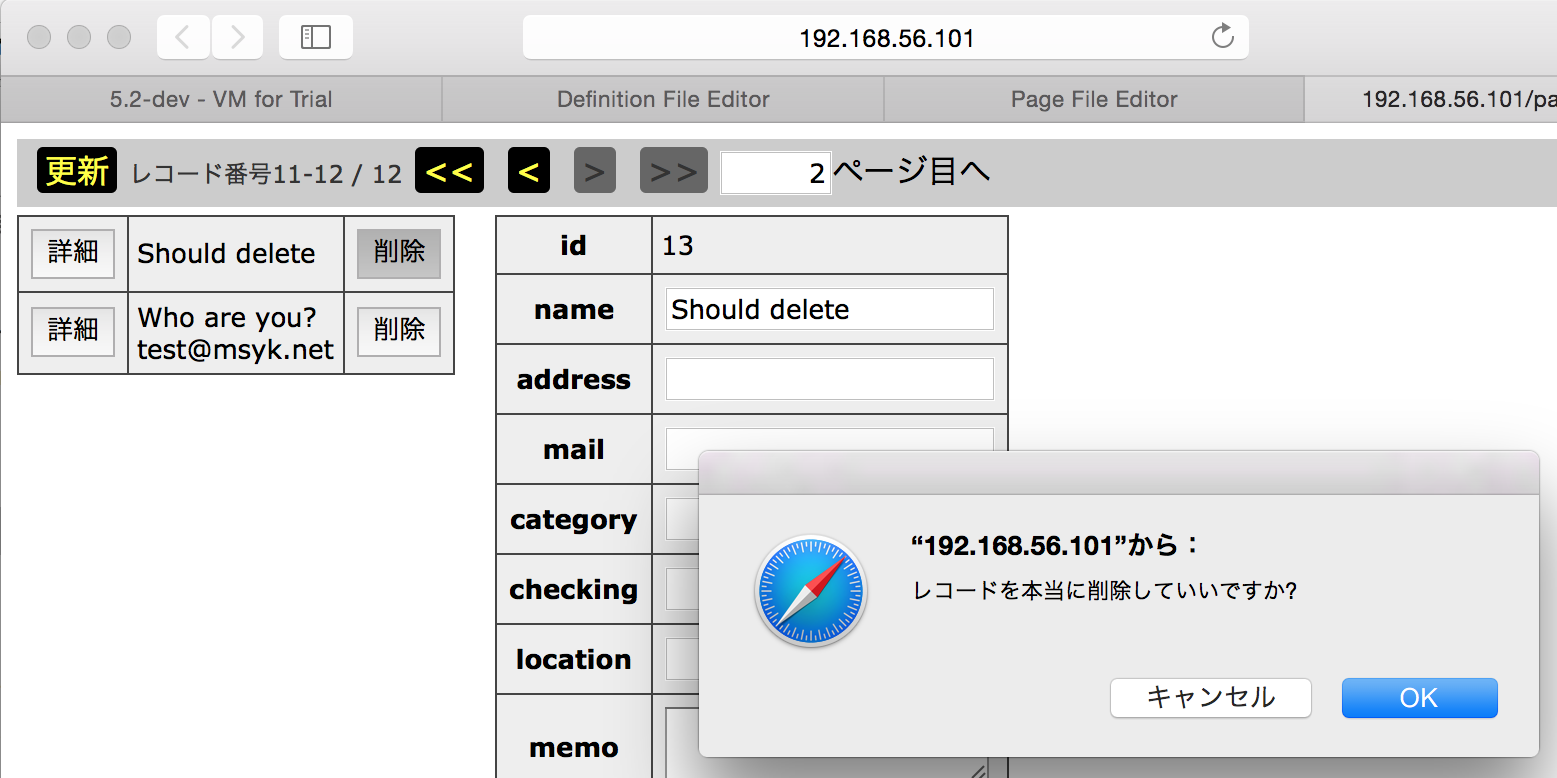 192.168.56.101
5.2-dev - VM for Trial
Definition File Editor
Page File Editor
192.168.56.101/pa
更新 レコード番号11-12 / 12 << < > >> 2 ページ目へ
詳細 Should delete 削除
詳細 Who are you?
test@msyk.net 削除
id 13
name Should delete
address
mail
category
checking
location
memo
“192.168.56.101”から：
レコードを本当に削除していいですか?
キャンセル OK